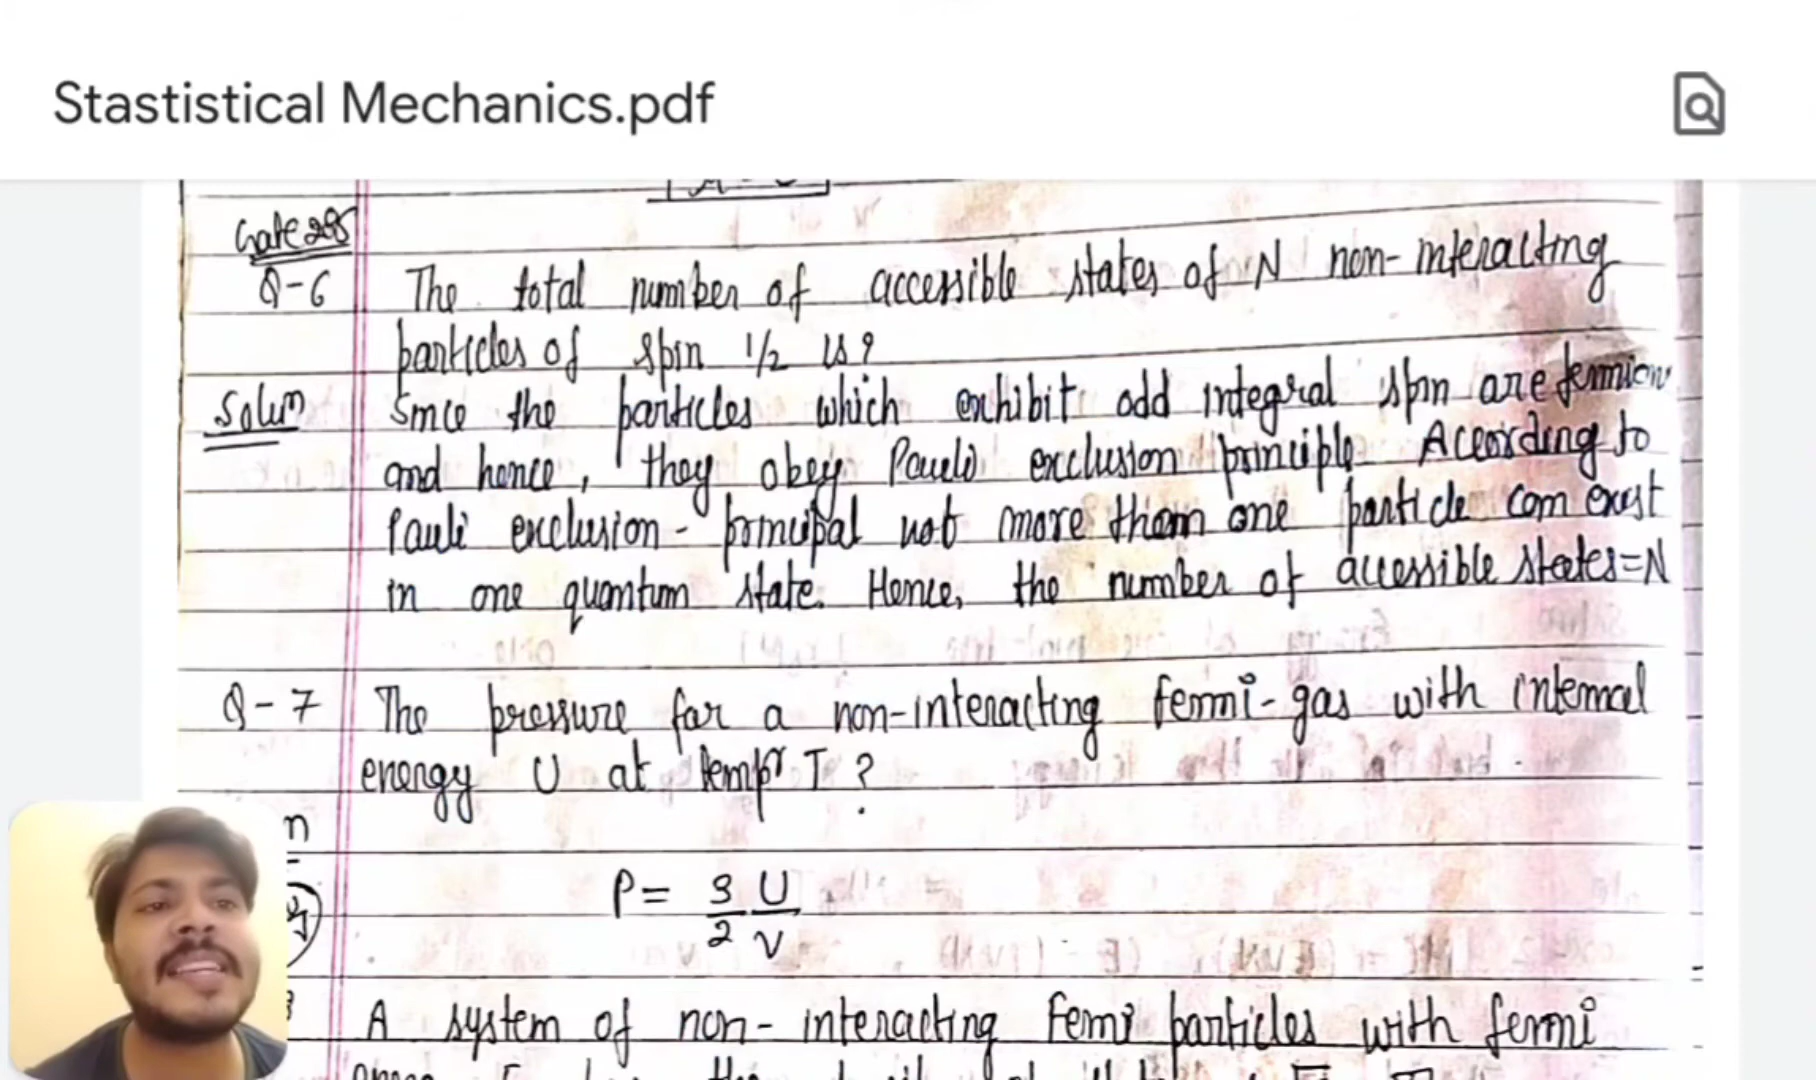 Stastistical Mechanics.pdf
Gate
Q-6 The total number of accessible states of N non-interacting
particles of spin 1/2 is?
Soluⁿ Since the particles which exhibit odd integral spin are fermion
and hence, they obey Pauli exclusion principle. According to
Pauli exclusion - principal not more than one particle can exist
in one quantum state. Hence, the number of accessible states=N
Q-7 The pressure for a non-interacting fermi-gas with internal
energy U at tempr T ?
n
P = 3/2 U/V
A system of non-interacting Fermi particles with fermi